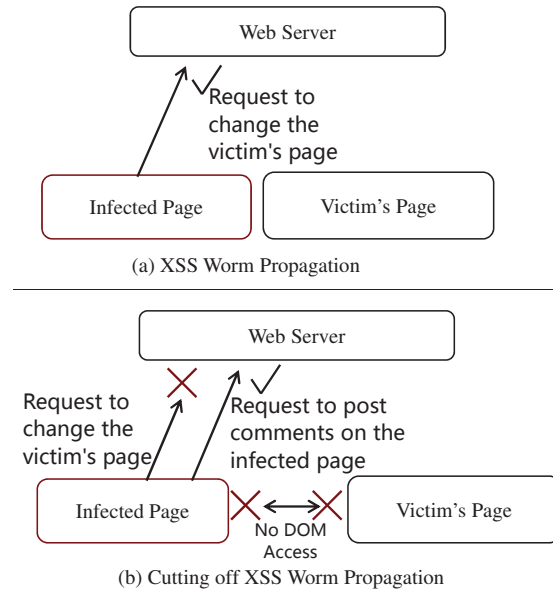 Web Server
Request to
change the
victim's page
Infected Page
Victim's Page
(a) XSS Worm Propagation
Web Server
Request to
change the
victim's page
Request to post
comments on the
infected page
Infected Page
No DOM
Access
Victim's Page
(b) Cutting off XSS Worm Propagation